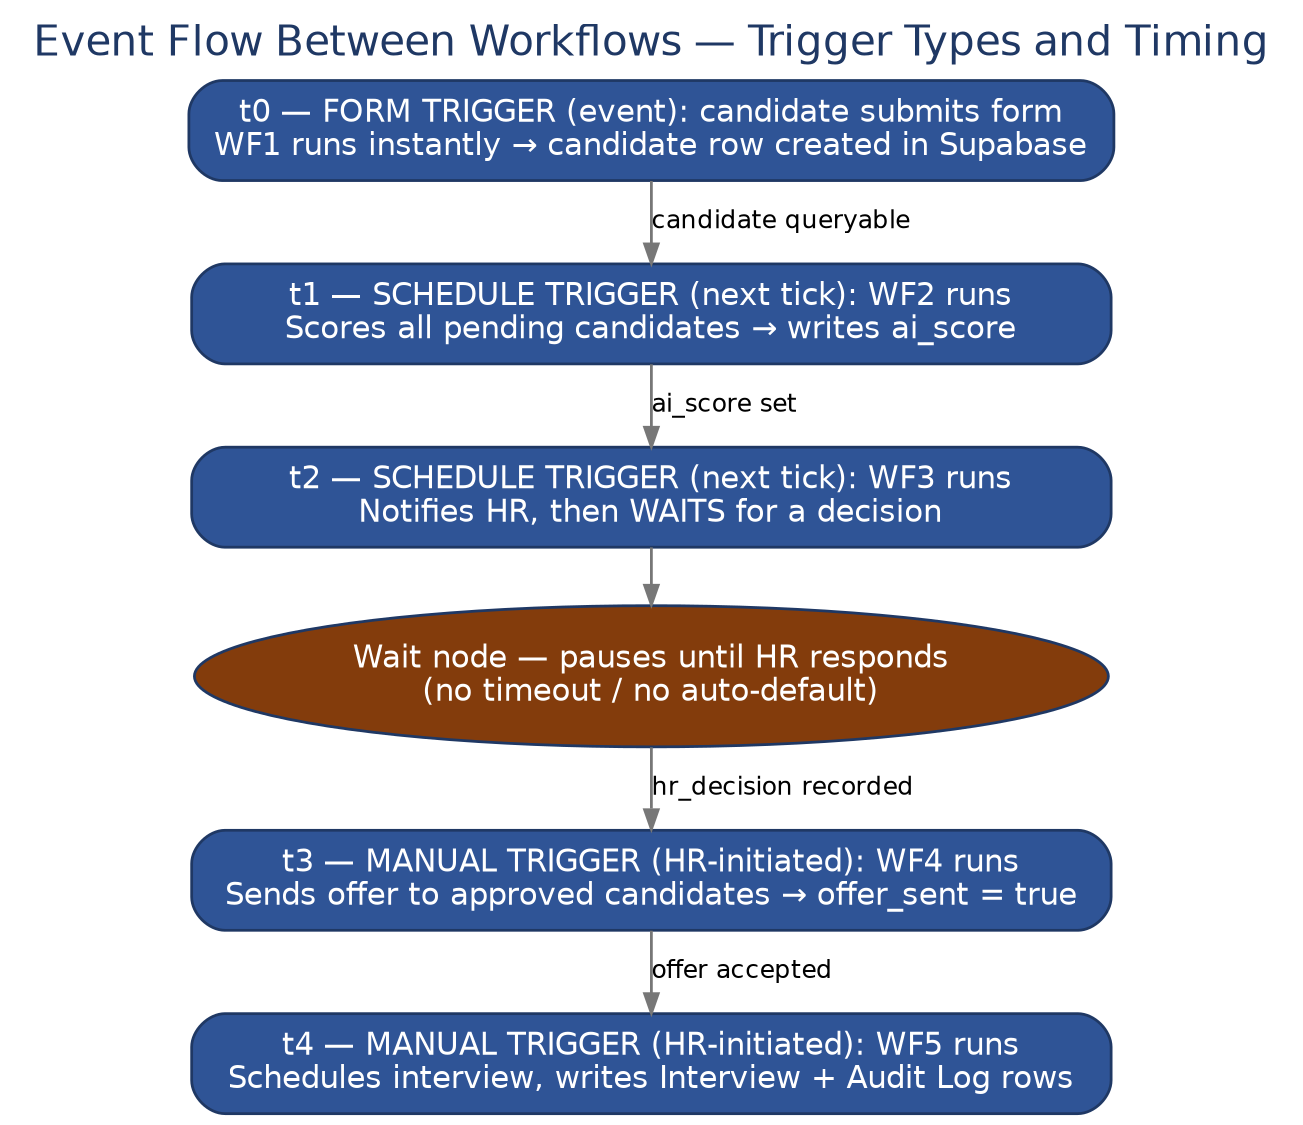 Event Flow Between Workflows — Trigger Types and Timing
t0 — FORM TRIGGER (event): candidate submits form
WF1 runs instantly → candidate row created in Supabase
candidate queryable
t1 — SCHEDULE TRIGGER (next tick): WF2 runs
Scores all pending candidates → writes ai_score
ai_score set
t2 — SCHEDULE TRIGGER (next tick): WF3 runs
Notifies HR, then WAITS for a decision
Wait node — pauses until HR responds
(no timeout / no auto-default)
hr_decision recorded
t3 — MANUAL TRIGGER (HR-initiated): WF4 runs
Sends offer to approved candidates → offer_sent = true
offer accepted
t4 — MANUAL TRIGGER (HR-initiated): WF5 runs
Schedules interview, writes Interview + Audit Log rows